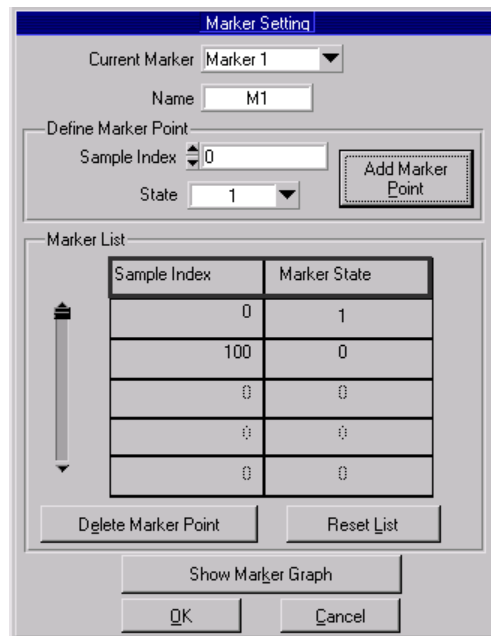 Marker Setting
Current Marker Marker 1
Name M1
Define Marker Point
Sample Index 0
State 1
Add Marker
Point
Marker List
Sample Index Marker State
0 1
100 0
0 0
0 0
0 0
Delete Marker Point Reset List
Show Marker Graph
OK Cancel